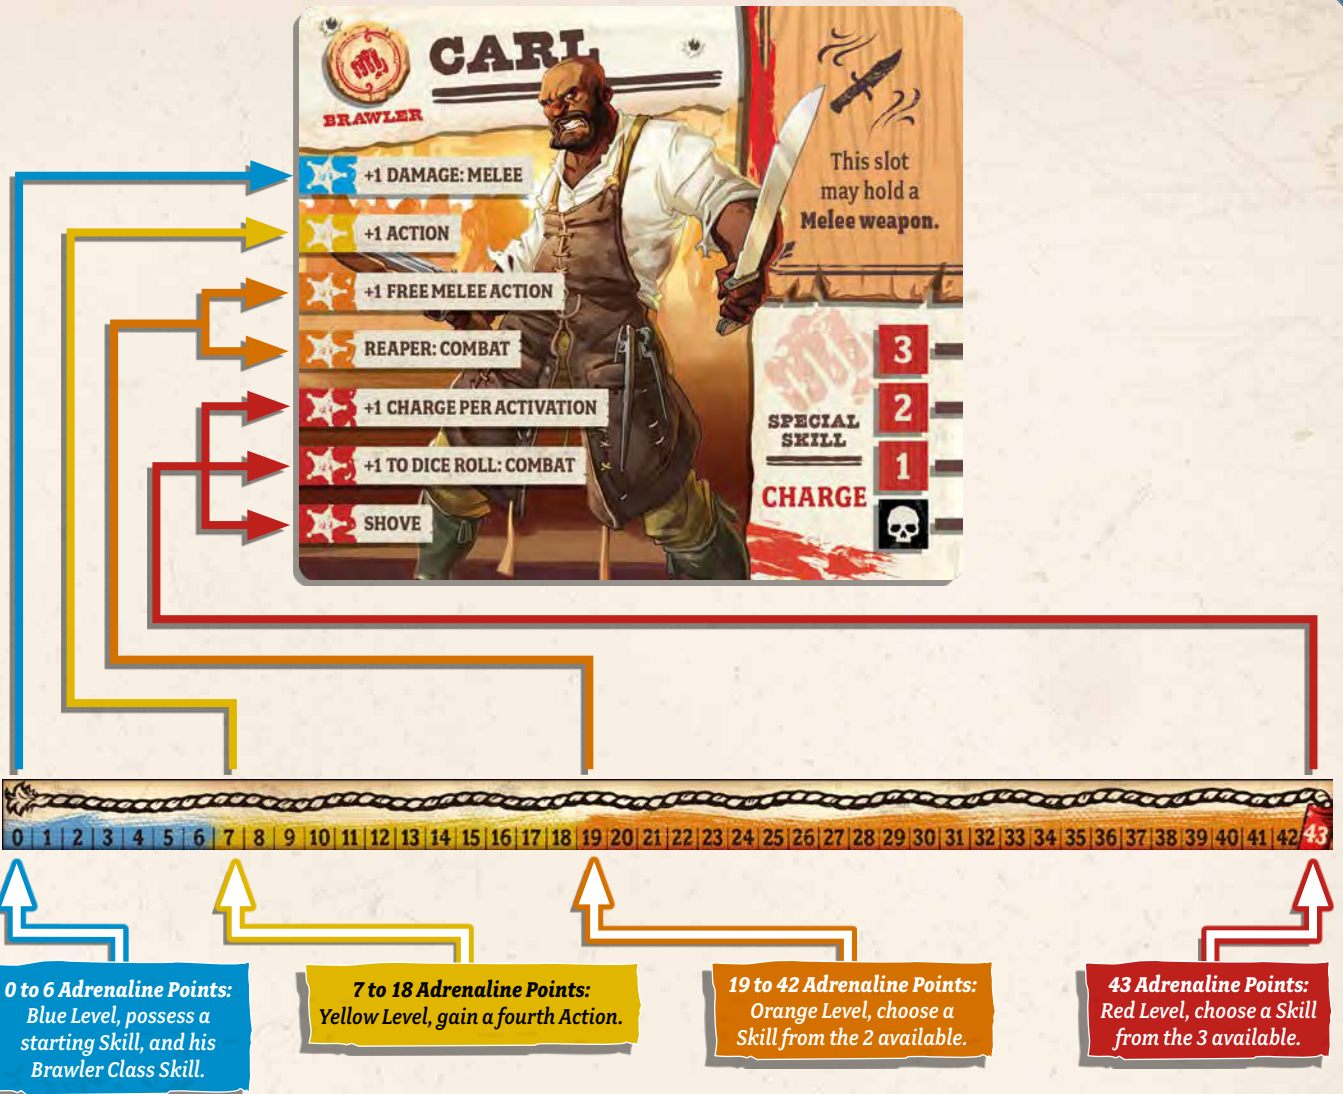 CARL
BRAWLER
+1 DAMAGE: MELEE
+1 ACTION
+1 FREE MELEE ACTION
REAPER: COMBAT
+1 CHARGE PER ACTIVATION
+1 TO DICE ROLL: COMBAT
SHOVE
This slot
may hold a
Melee weapon.
SPECIAL
SKILL
CHARGE
3
2
1
0 1 2 3 4 5 6 7 8 9 10 11 12 13 14 15 16 17 18 19 20 21 22 23 24 25 26 27 28 29 30 31 32 33 34 35 36 37 38 39 40 41 42 43
0 to 6 Adrenaline Points:
Blue Level, possess a
starting Skill, and his
Brawler Class Skill.
7 to 18 Adrenaline Points:
Yellow Level, gain a fourth Action.
19 to 42 Adrenaline Points:
Orange Level, choose a
Skill from the 2 available.
43 Adrenaline Points:
Red Level, choose a Skill
from the 3 available.